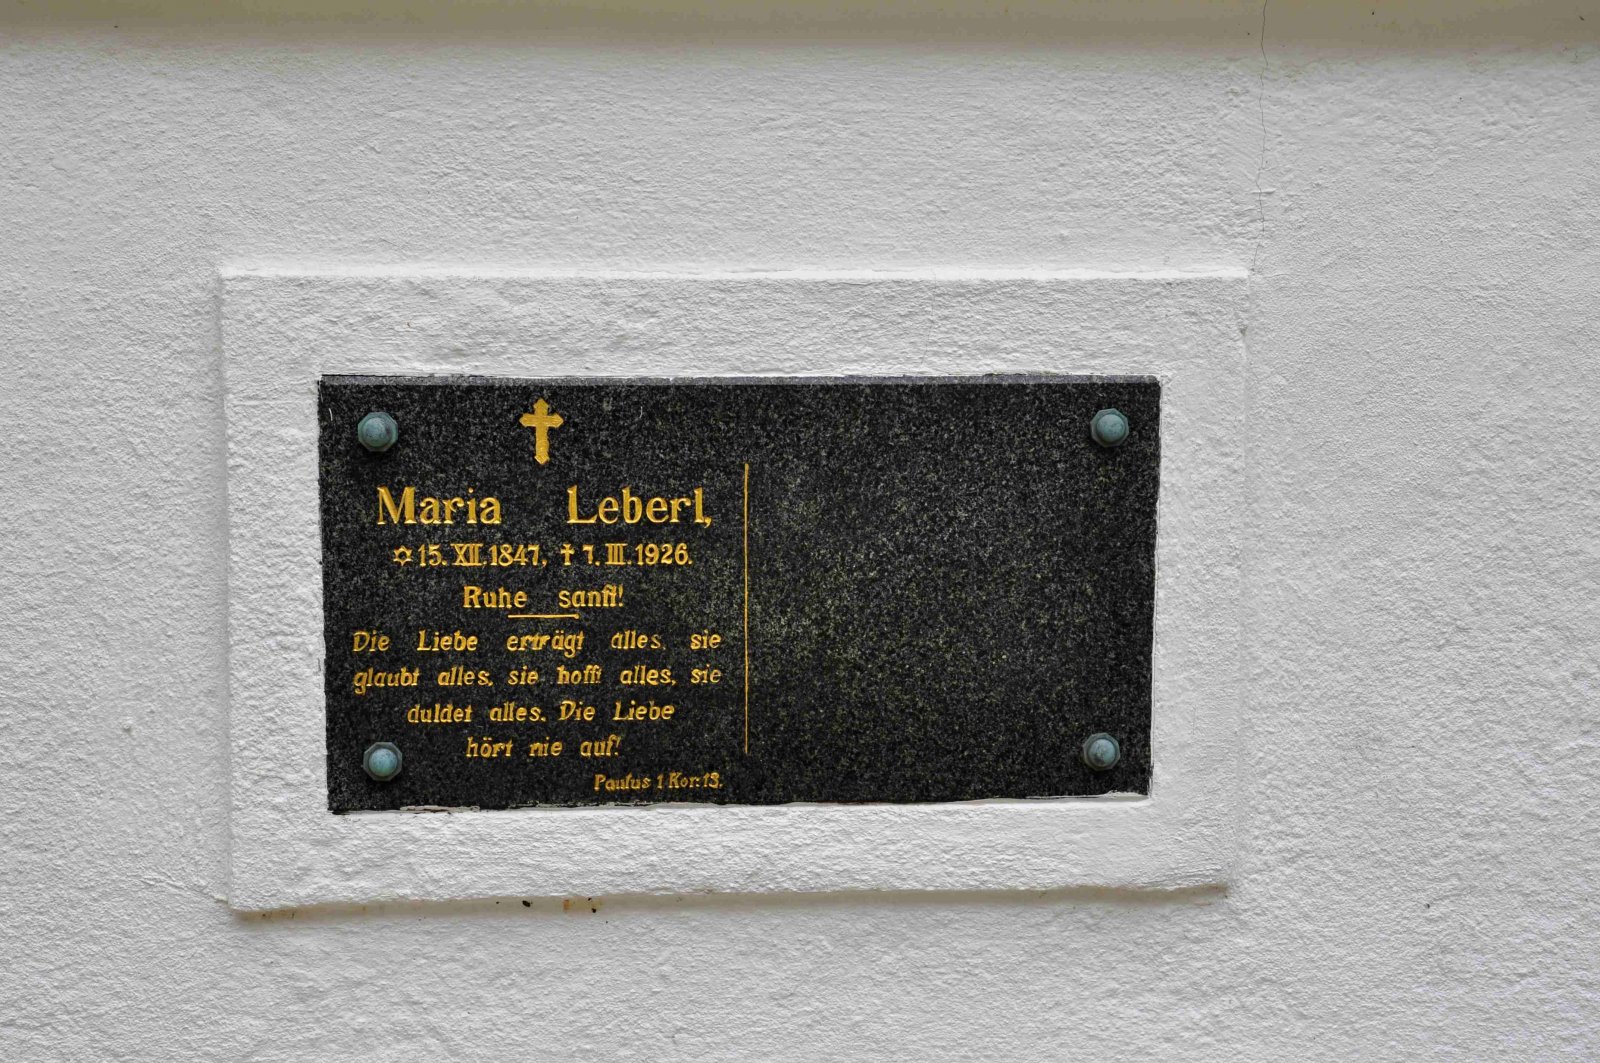 Maria Leberl,
✡ 15. XII. 1847, ✝ 7. III. 1926.
Ruhe sanft!
Die Liebe erträgt alles, sie
glaubt alles, sie hofft alles, sie
duldet alles. Die Liebe
hört nie auf!
Paulus 1 Kor: 13.